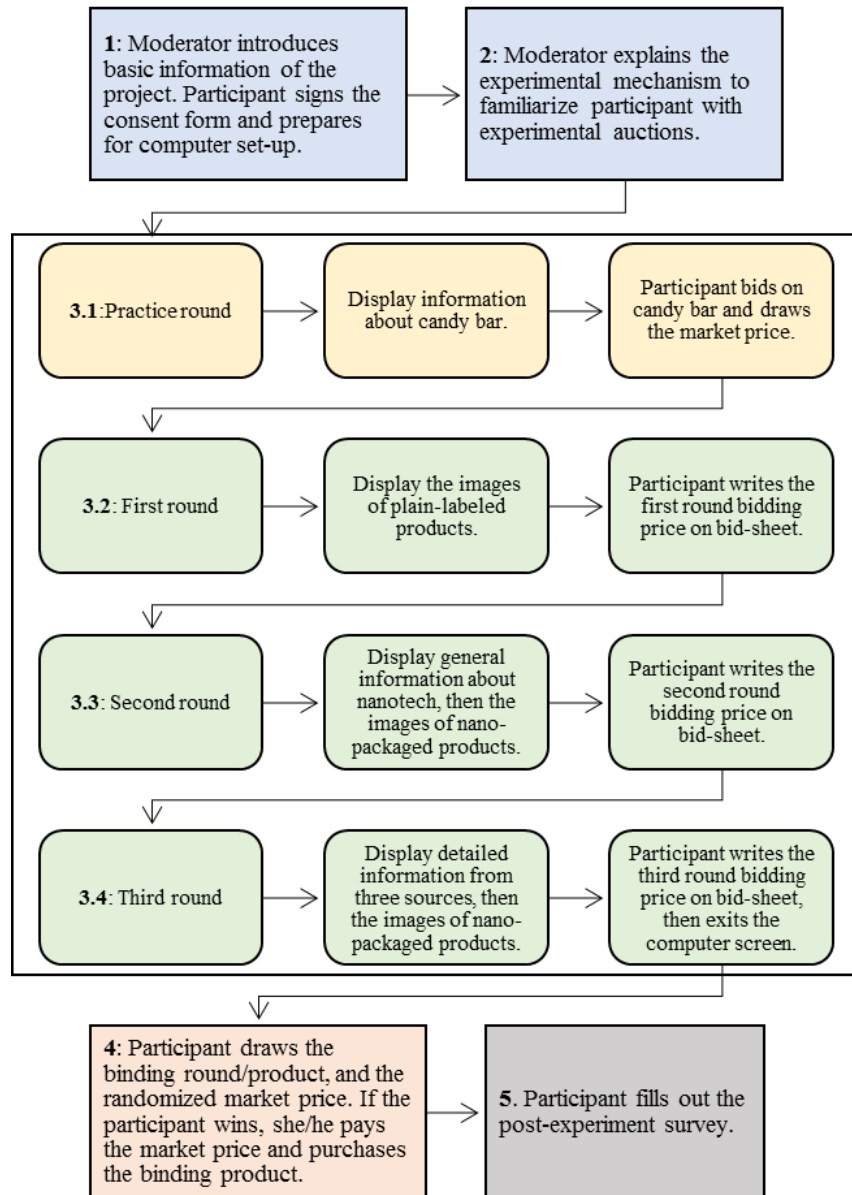 1: Moderator introduces
basic information of the
project. Participant signs the
consent form and prepares
for computer set-up.
2: Moderator explains the
experimental mechanism to
familiarize participant with
experimental auctions.
3.1:Practice round
Display information
about candy bar.
Participant bids on
candy bar and draws
the market price.
3.2: First round
Display the images
of plain-labeled
products.
Participant writes the
first round bidding
price on bid-sheet.
3.3: Second round
Display general
information about
nanotech, then the
images of nano-
packaged products.
Participant writes the
second round
bidding price on
bid-sheet.
3.4: Third round
Display detailed
information from
three sources, then
the images of nano-
packaged products.
Participant writes the
third round bidding
price on bid-sheet,
then exits the
computer screen.
4: Participant draws the
binding round/product, and the
randomized market price. If the
participant wins, she/he pays
the market price and purchases
the binding product.
5. Participant fills out the
post-experiment survey.